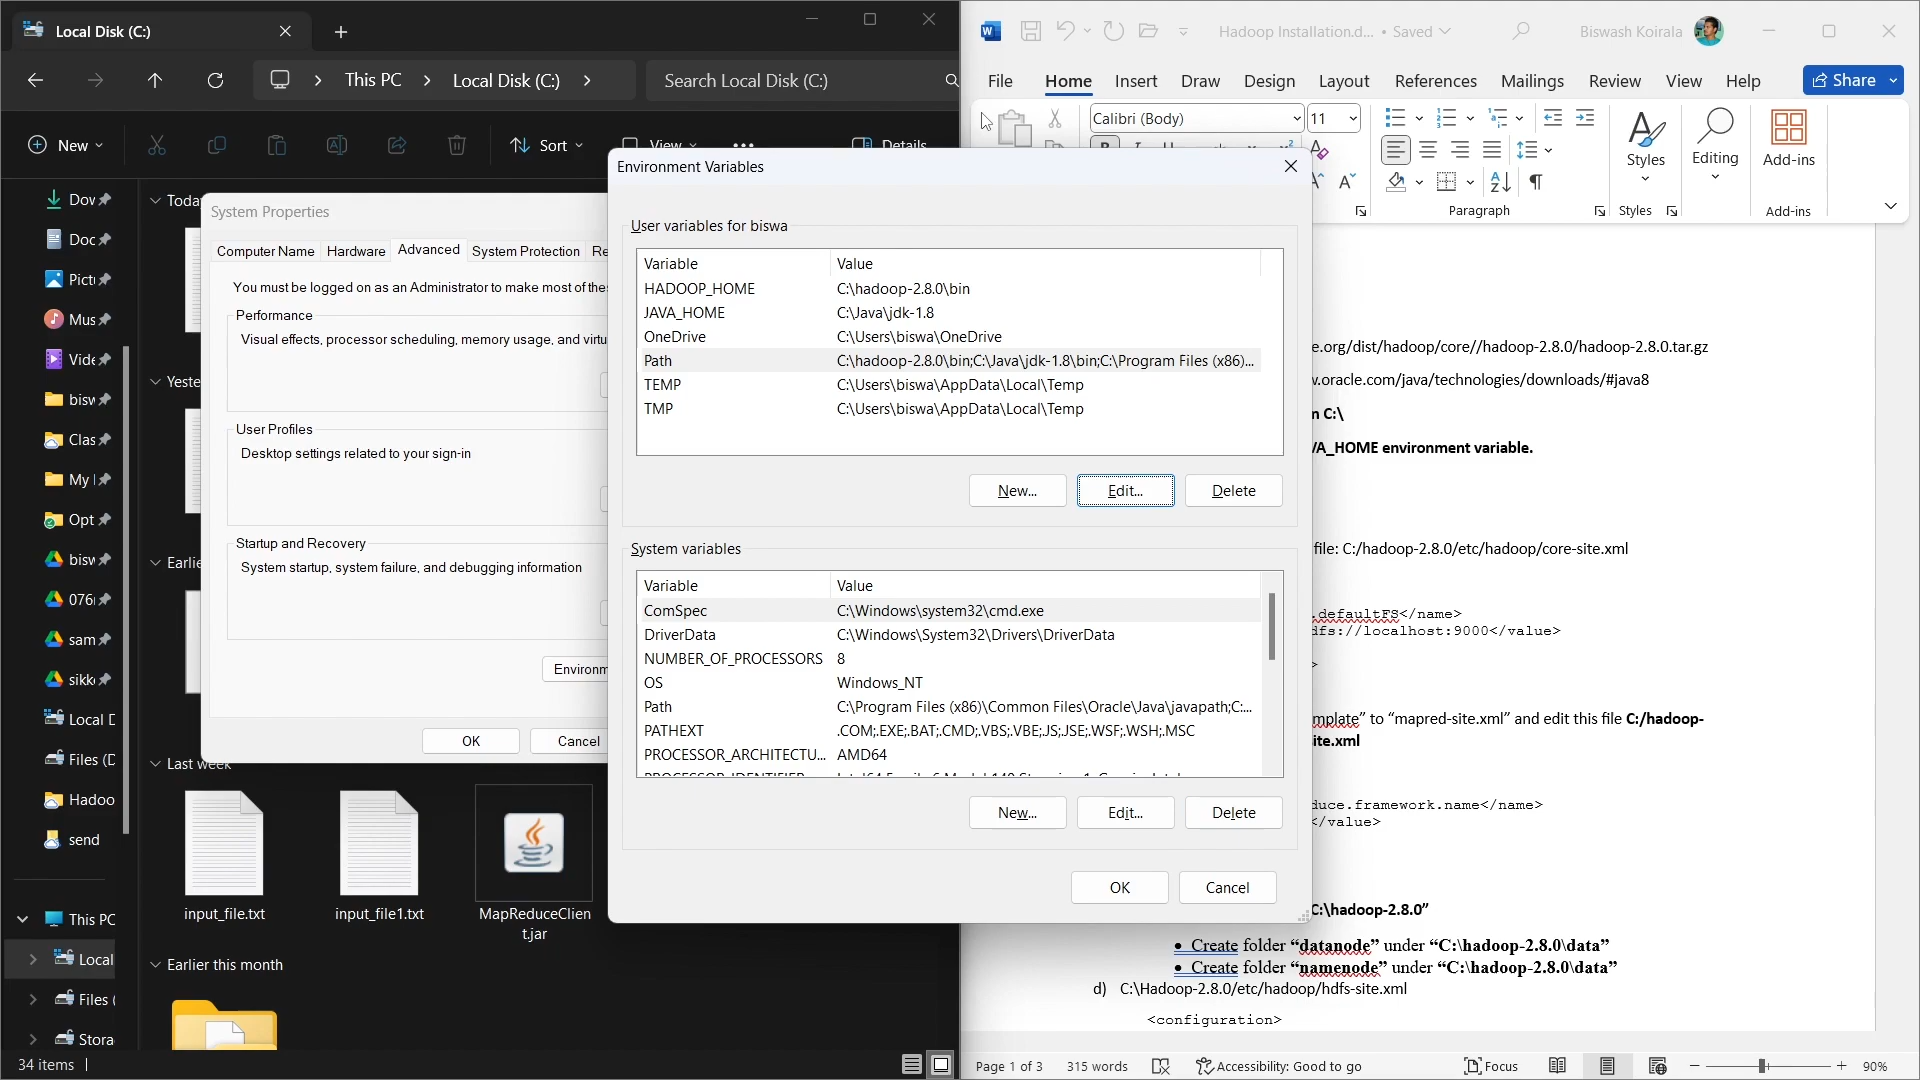 Local Disk (C:)
This PC
Local Disk (C:)
Search Local Disk (C:)
New
Sort
View
Details
Today
Yeste
Earlie
Last week
Earlier this month
Dov
Doc
Pictu
Mus
Vide
bisw
Clas
My
Opt
bisw
076
sam
sikk
Local D
Files (D
Hadoo
send
This PC
Local
Files (
Stora
input_file.txt
input_file1.txt
MapReduceClien
t.jar
34 items
System Properties
Computer Name
Hardware
Advanced
System Protection
Re
You must be logged on as an Administrator to make most of the
Performance
Visual effects, processor scheduling, memory usage, and virtu
User Profiles
Desktop settings related to your sign-in
Startup and Recovery
System startup, system failure, and debugging information
Environm
OK
Cancel
Environment Variables
User variables for biswa
Variable Value
HADOOP_HOME C:\hadoop-2.8.0\bin
JAVA_HOME C:\Java\jdk-1.8
OneDrive C:\Users\biswa\OneDrive
Path C:\hadoop-2.8.0\bin;C:\Java\jdk-1.8\bin;C:\Program Files (x86)...
TEMP C:\Users\biswa\AppData\Local\Temp
TMP C:\Users\biswa\AppData\Local\Temp
New... Edit... Delete
System variables
Variable Value
ComSpec C:\Windows\system32\cmd.exe
DriverData C:\Windows\System32\Drivers\DriverData
NUMBER_OF_PROCESSORS 8
OS Windows_NT
Path C:\Program Files (x86)\Common Files\Oracle\Java\javapath;C:...
PATHEXT .COM;.EXE;.BAT;.CMD;.VBS;.VBE;.JS;.JSE;.WSF;.WSH;.MSC
PROCESSOR_ARCHITECTU... AMD64
New... Edit... Delete
OK Cancel
Hadoop Installation.d... • Saved
Biswash Koirala
File Home Insert Draw Design Layout References Mailings Review View Help
Share
Calibri (Body) 11
Styles
Editing
Add-ins
Paragraph
Styles
Add-ins
e.org/dist/hadoop/core//hadoop-2.8.0/hadoop-2.8.0.tar.gz
w.oracle.com/java/technologies/downloads/#java8
n C:\
VA_HOME environment variable.
file: C:/hadoop-2.8.0/etc/hadoop/core-site.xml
.defaultFS</name>
dfs://localhost:9000</value>
>
mplate” to “mapred-site.xml” and edit this file C:/hadoop-
ite.xml
duce.framework.name</name>
</value>
C:\hadoop-2.8.0”
• Create folder “datanode” under “C:\hadoop-2.8.0\data”
• Create folder “namenode” under “C:\hadoop-2.8.0\data”
d) C:\Hadoop-2.8.0/etc/hadoop/hdfs-site.xml
<configuration>
Page 1 of 3
315 words
Accessibility: Good to go
Focus
90%